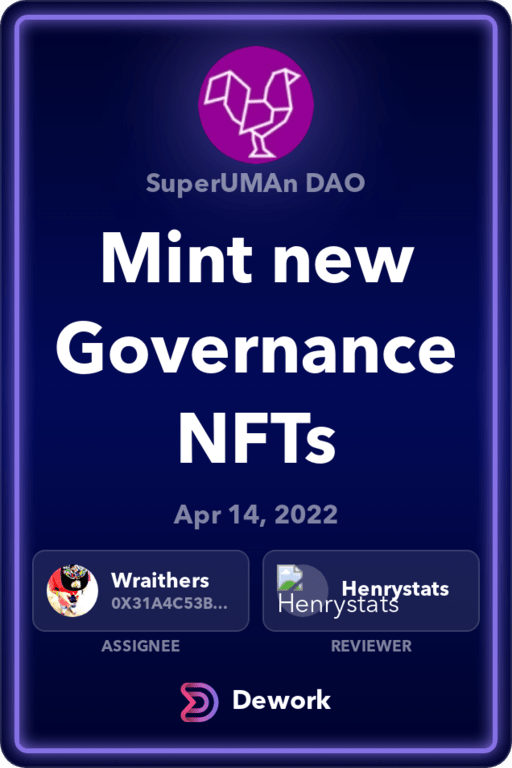 SuperUMAn DAO
Mint new
Governance
NFTs
Apr 14, 2022
Wraithers
0X31A4C53B...
Henrystats
Henrystats
ASSIGNEE
REVIEWER
Dework